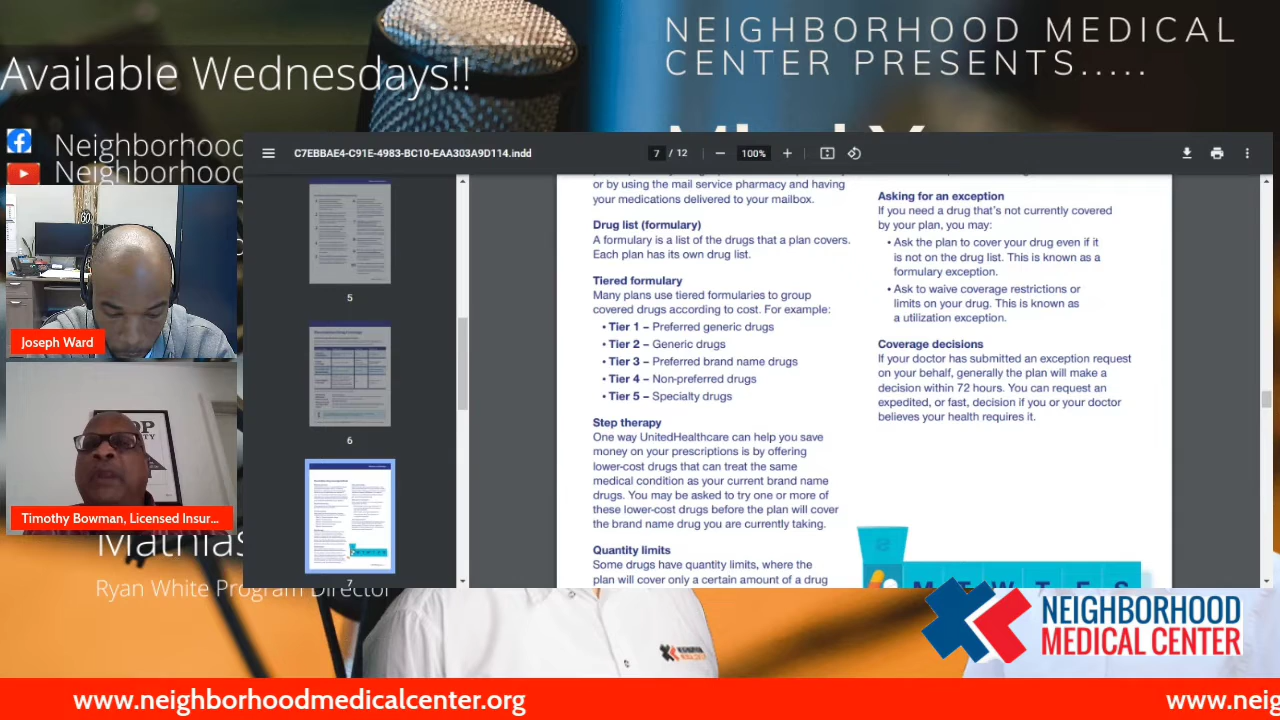 NEIGHBORHOOD MEDICAL
CENTER PRESENTS.....
Available Wednesdays!!
Neighborhood
Neighborhood
C7EBBAE4-C91E-4983-BC10-EAA303A9D114.indd
7 / 12
100%
5
6
7
or by using the mail service pharmacy and having
your medications delivered to your mailbox.
Drug list (formulary)
A formulary is a list of the drugs that a plan covers.
Each plan has its own drug list.
Tiered formulary
Many plans use tiered formularies to group
covered drugs according to cost. For example:
• Tier 1 – Preferred generic drugs
• Tier 2 – Generic drugs
• Tier 3 – Preferred brand name drugs
• Tier 4 – Non-preferred drugs
• Tier 5 – Specialty drugs
Step therapy
One way UnitedHealthcare can help you save
money on your prescriptions is by offering
lower-cost drugs that can treat the same
medical condition as your current brand name
drugs. You may be asked to try one or more of
these lower-cost drugs before the plan will cover
the brand name drug you are currently taking.
Quantity limits
Some drugs have quantity limits, where the
plan will cover only a certain amount of a drug
Asking for an exception
If you need a drug that's not currently covered
by your plan, you may:
• Ask the plan to cover your drug even if it
is not on the drug list. This is known as a
formulary exception.
• Ask to waive coverage restrictions or
limits on your drug. This is known as
a utilization exception.
Coverage decisions
If your doctor has submitted an exception request
on your behalf, generally the plan will make a
decision within 72 hours. You can request an
expedited, or fast, decision if you or your doctor
believes your health requires it.
M T W T F S
Joseph Ward
Timothy Bowman, Licensed Insur...
Mathias
Ryan White Program Director
NEIGHBORHOOD
MEDICAL CENTER
www.neighborhoodmedicalcenter.org
www.neig